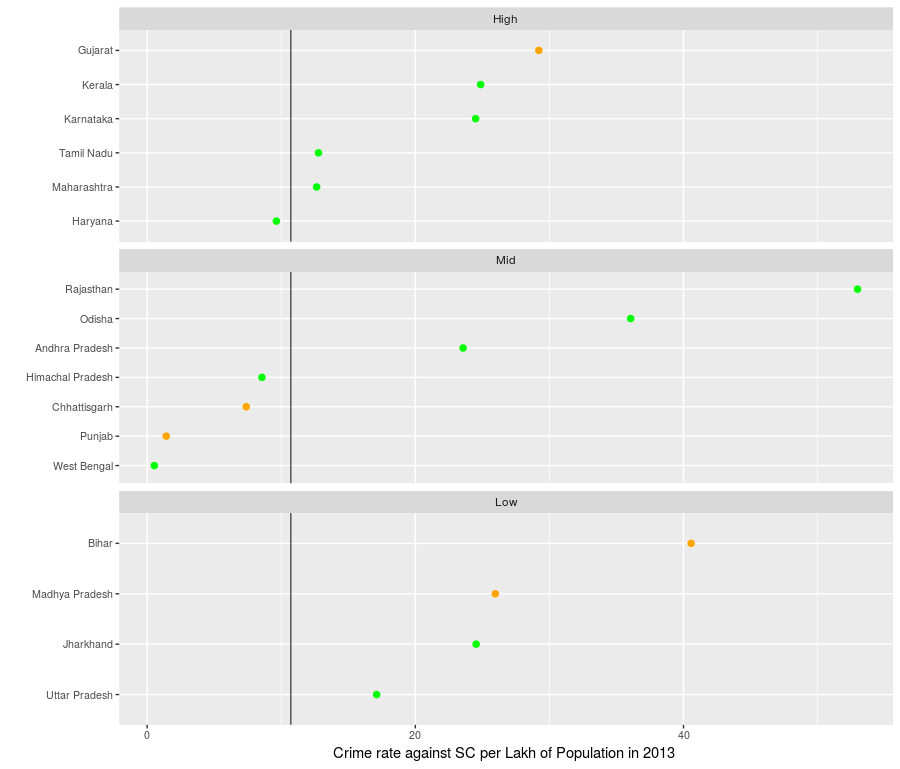 High
Gujarat
Kerala
Karnataka
Tamil Nadu
Maharashtra
Haryana
Mid
Rajasthan
Odisha
Andhra Pradesh
Himachal Pradesh
Chhattisgarh
Punjab
West Bengal
Low
Bihar
Madhya Pradesh
Jharkhand
Uttar Pradesh
0 20 40
Crime rate against SC per Lakh of Population in 2013